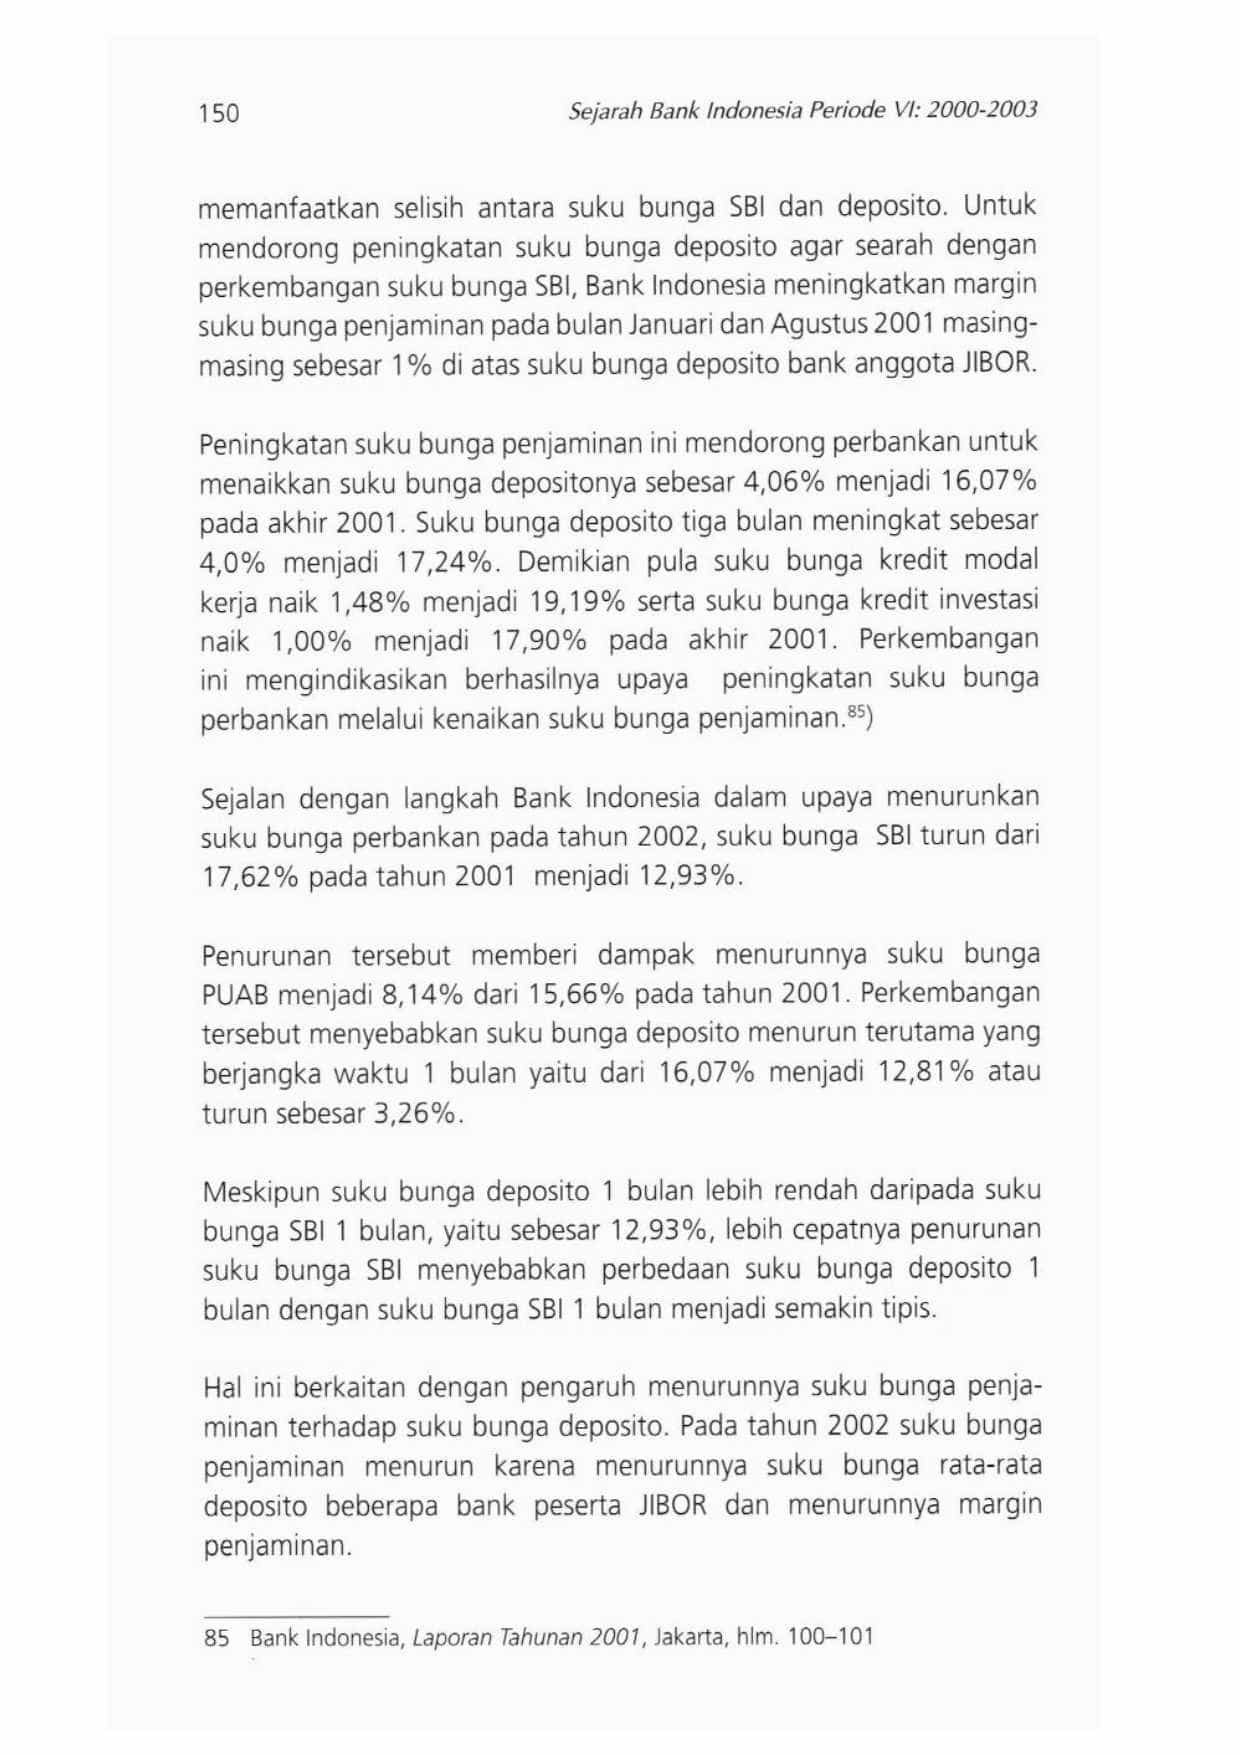 150
Sejarah Bank Indonesia Periode VI: 2000-2003
memanfaatkan selisih antara suku bunga SBI dan deposito. Untuk
mendorong peningkatan suku bunga deposito agar searah dengan
perkembangan suku bunga SBI, Bank Indonesia meningkatkan margin
suku bunga penjaminan pada bulan Januari dan Agustus 2001 masing-
masing sebesar 1% di atas suku bunga deposito bank anggota JIBOR.
Peningkatan suku bunga penjaminan ini mendorong perbankan untuk
menaikkan suku bunga depositonya sebesar 4,06% menjadi 16,07%
pada akhir 2001. Suku bunga deposito tiga bulan meningkat sebesar
4,0% menjadi 17,24%. Demikian pula suku bunga kredit modal
kerja naik 1,48% menjadi 19,19% serta suku bunga kredit investasi
naik 1,00% menjadi 17,90% pada akhir 2001. Perkembangan
ini mengindikasikan berhasilnya upaya peningkatan suku bunga
perbankan melalui kenaikan suku bunga penjaminan.85)
Sejalan dengan langkah Bank Indonesia dalam upaya menurunkan
suku bunga perbankan pada tahun 2002, suku bunga SBI turun dari
17,62% pada tahun 2001 menjadi 12,93%.
Penurunan tersebut memberi dampak menurunnya suku bunga
PUAB menjadi 8,14% dari 15,66% pada tahun 2001. Perkembangan
tersebut menyebabkan suku bunga deposito menurun terutama yang
berjangka waktu 1 bulan yaitu dari 16,07% menjadi 12,81% atau
turun sebesar 3,26%.
Meskipun suku bunga deposito 1 bulan lebih rendah daripada suku
bunga SBI 1 bulan, yaitu sebesar 12,93%, lebih cepatnya penurunan
suku bunga SBI menyebabkan perbedaan suku bunga deposito 1
bulan dengan suku bunga SBI 1 bulan menjadi semakin tipis.
Hal ini berkaitan dengan pengaruh menurunnya suku bunga penja-
minan terhadap suku bunga deposito. Pada tahun 2002 suku bunga
penjaminan menurun karena menurunnya suku bunga rata-rata
deposito beberapa bank peserta JIBOR dan menurunnya margin
penjaminan.
85 Bank Indonesia, Laporan Tahunan 2001, Jakarta, hlm. 100–101